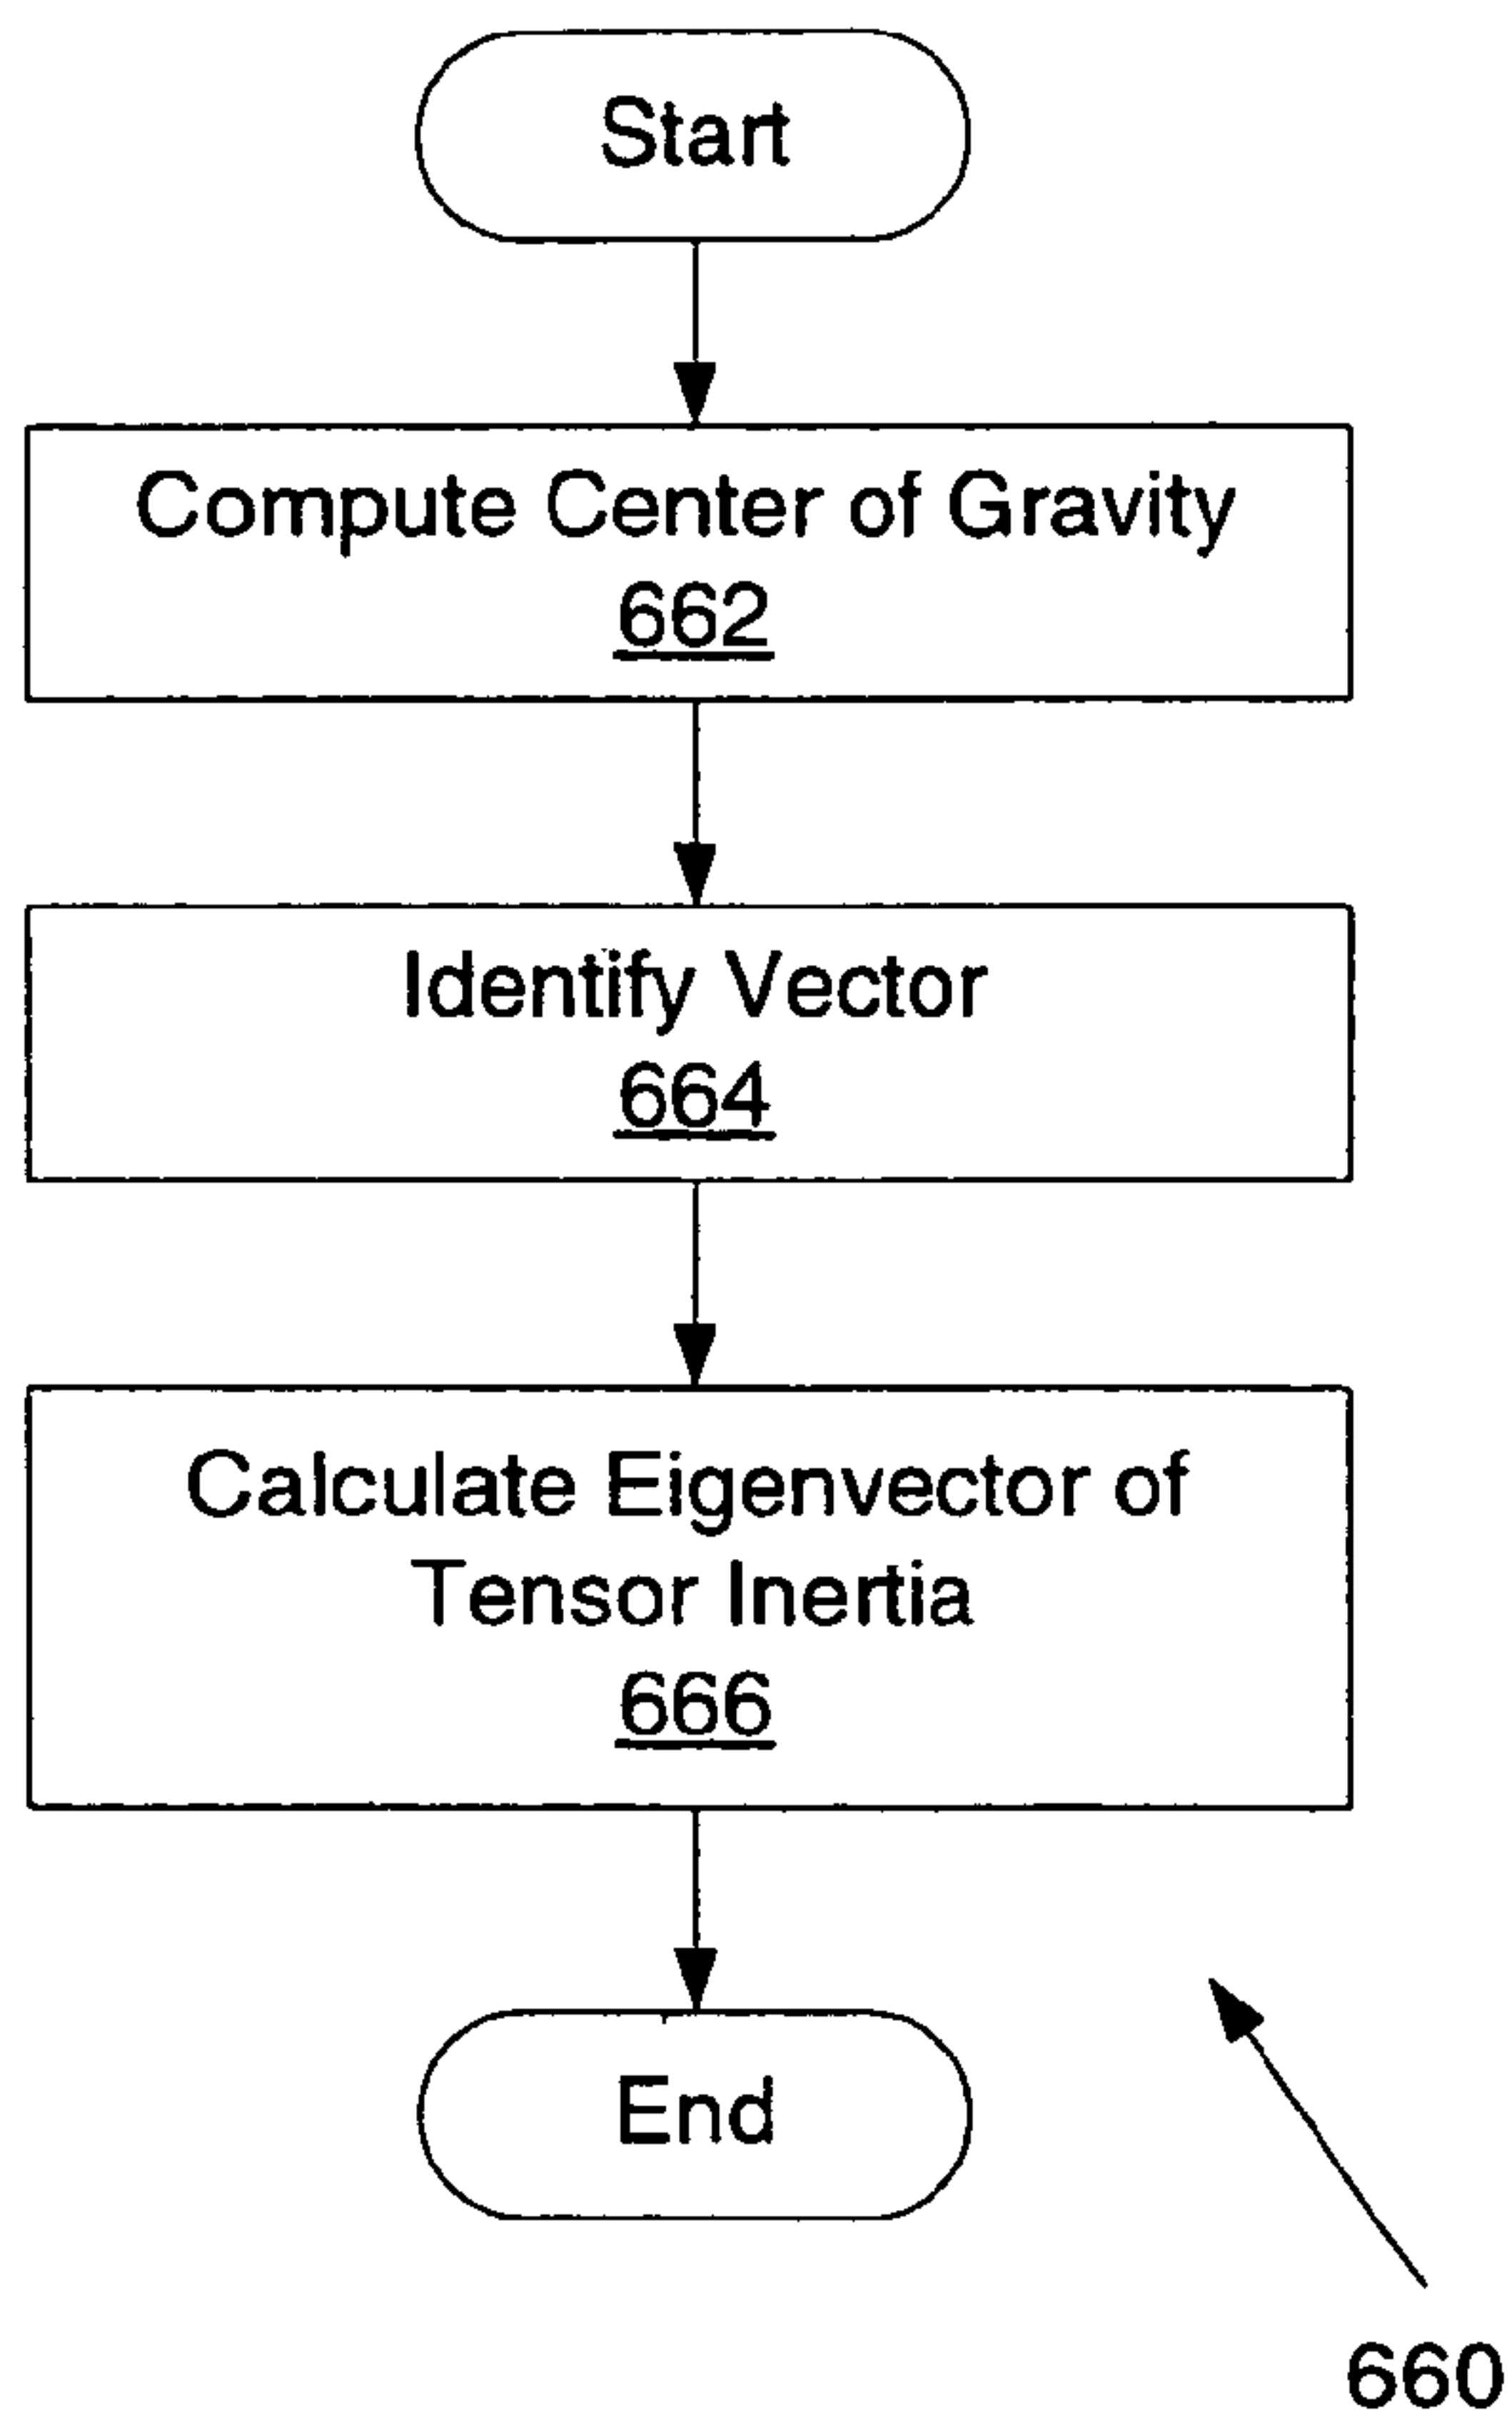 Start
Compute Center of Gravity
662
Identify Vector
664
Calculate Eigenvector of
Tensor Inertia
666
End
660